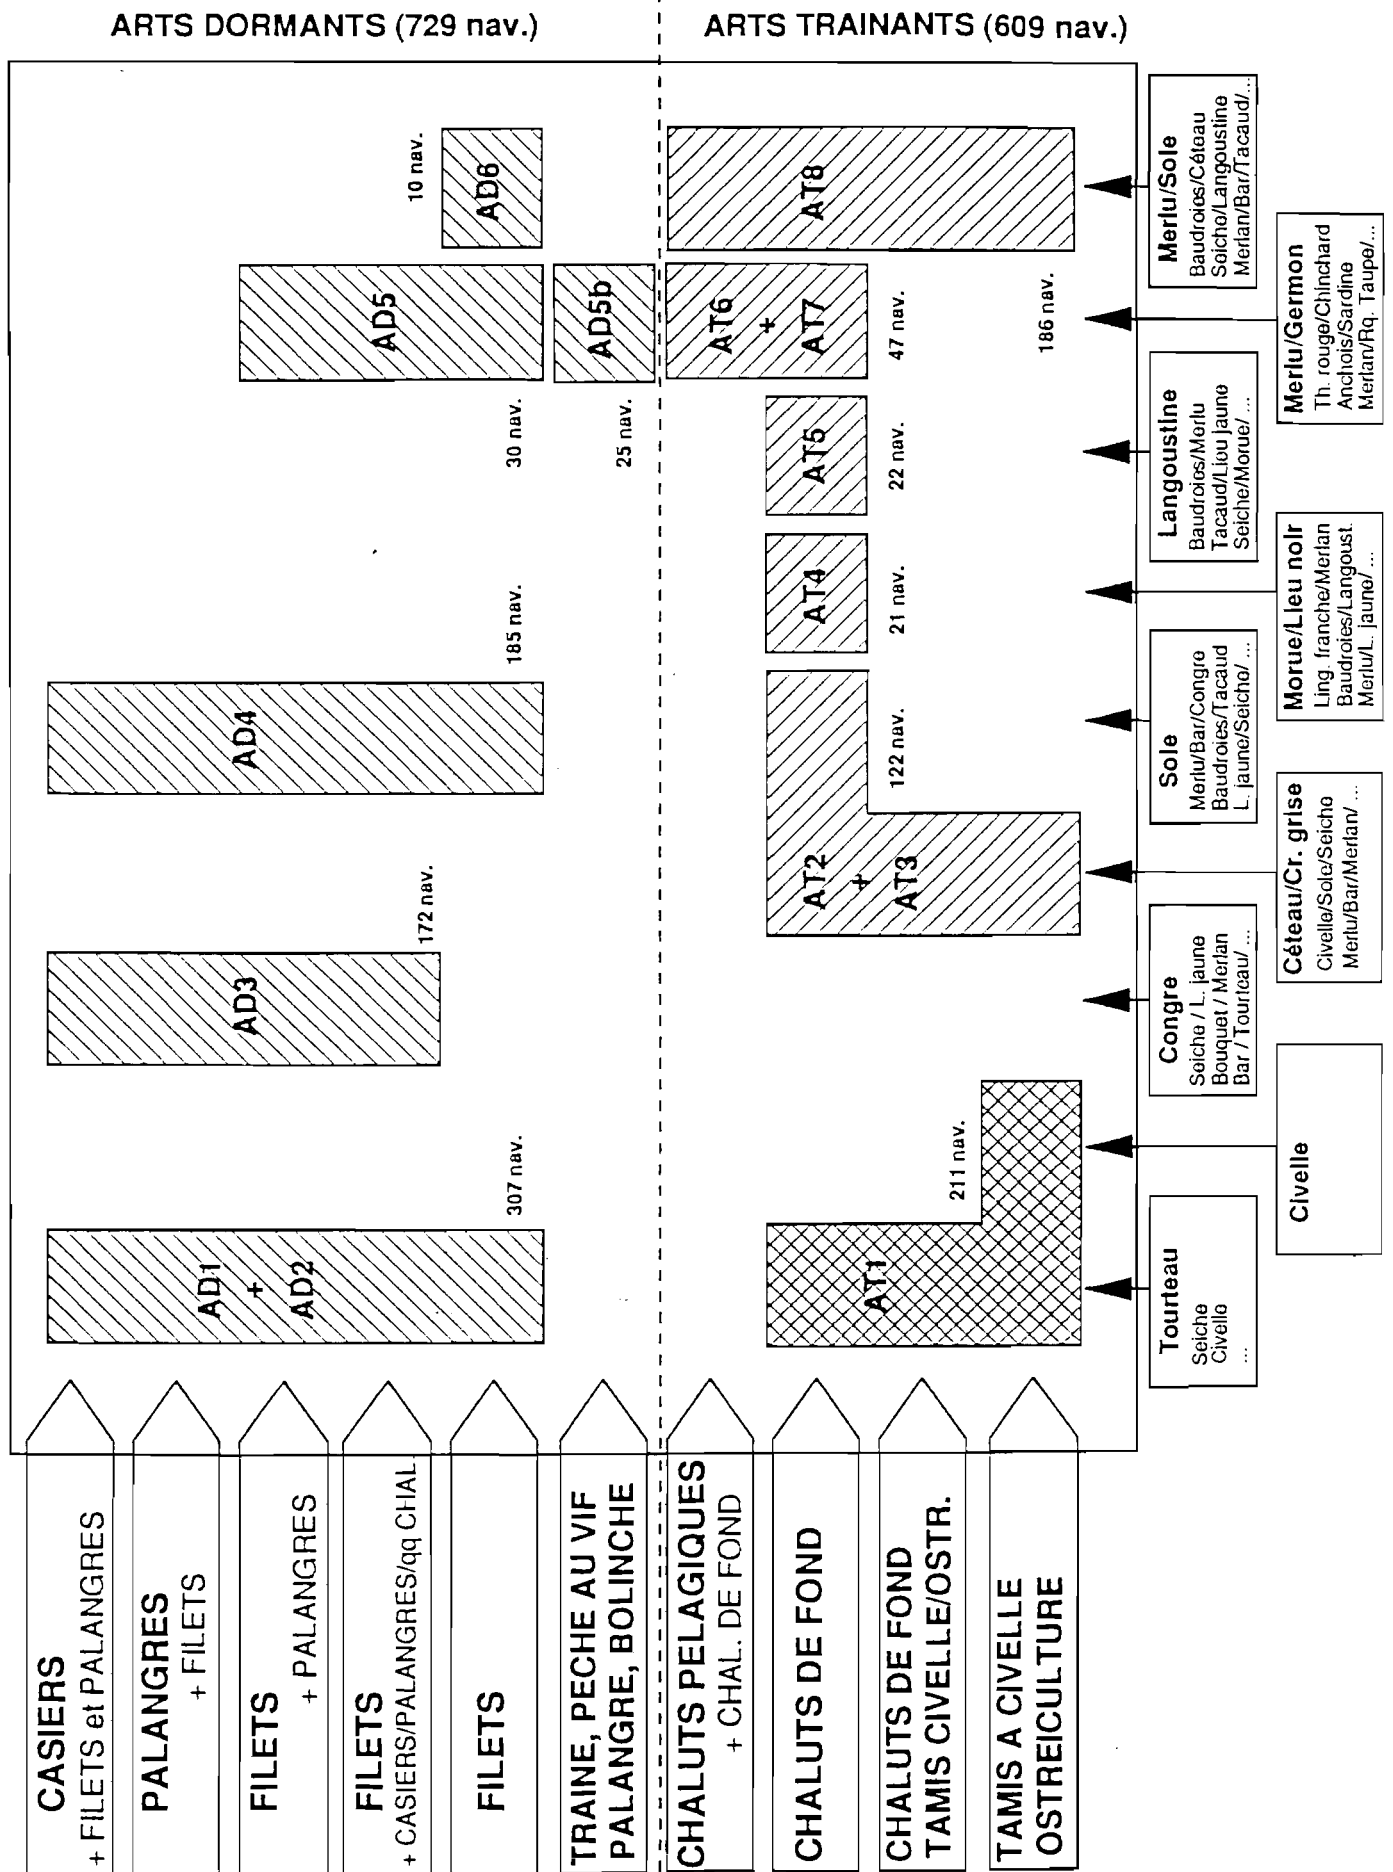 ARTS DORMANTS (729 nav.)
ARTS TRAINANTS (609 nav.)
CASIERS
+ FILETS et PALANGRES
PALANGRES
+ FILETS
FILETS
+ PALANGRES
FILETS
+ CASIERS/PALANGRES/qq CHAL
FILETS
TRAINE, PECHE AU VIF
PALANGRE, BOLINCHE
CHALUTS PELAGIQUES
+ CHAL. DE FOND
CHALUTS DE FOND
CHALUTS DE FOND
TAMIS CIVELLE/OSTR.
TAMIS A CIVELLE
OSTREICULTURE
AD1
+
AD2
307 nav.
AD3
172 nav.
AD4
185 nav.
AD5
30 nav.
AD5b
25 nav.
AD6
10 nav.
AT1
211 nav.
AT2
+
AT3
122 nav.
AT4
21 nav.
AT5
22 nav.
AT6
+
AT7
47 nav.
AT8
186 nav.
Tourteau
Seiche
Civelle
...
Civelle
Congre
Seiche / L. jaune
Bouquet / Merlan
Bar / Tourteau/ ...
Céteau/Cr. grise
Civelle/Sole/Seiche
Merlu/Bar/Merlan/ ...
Sole
Merlu/Bar/Congre
Baudroies/Tacaud
L. jaune/Seiche/ ...
Morue/Lieu noir
Ling. franche/Merlan
Baudroies/Langoust.
Merlu/L. jaune/ ...
Langoustine
Baudroies/Merlu
Tacaud/Lieu jaune
Seiche/Morue/ ...
Merlu/Germon
Th. rouge/Chinchard
Anchois/Sardine
Merlan/Rq. Taupe/...
Merlu/Sole
Baudroies/Céteau
Seiche/Langoustine
Merlan/Bar/Tacaud/...